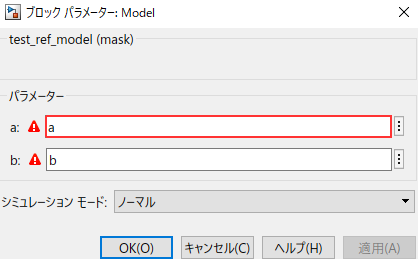 ブロック パラメーター: Model
test_ref_model (mask)
パラメーター
a: a
b: b
シミュレーション モード: ノーマル
OK(O) キャンセル(C) ヘルプ(H) 適用(A)